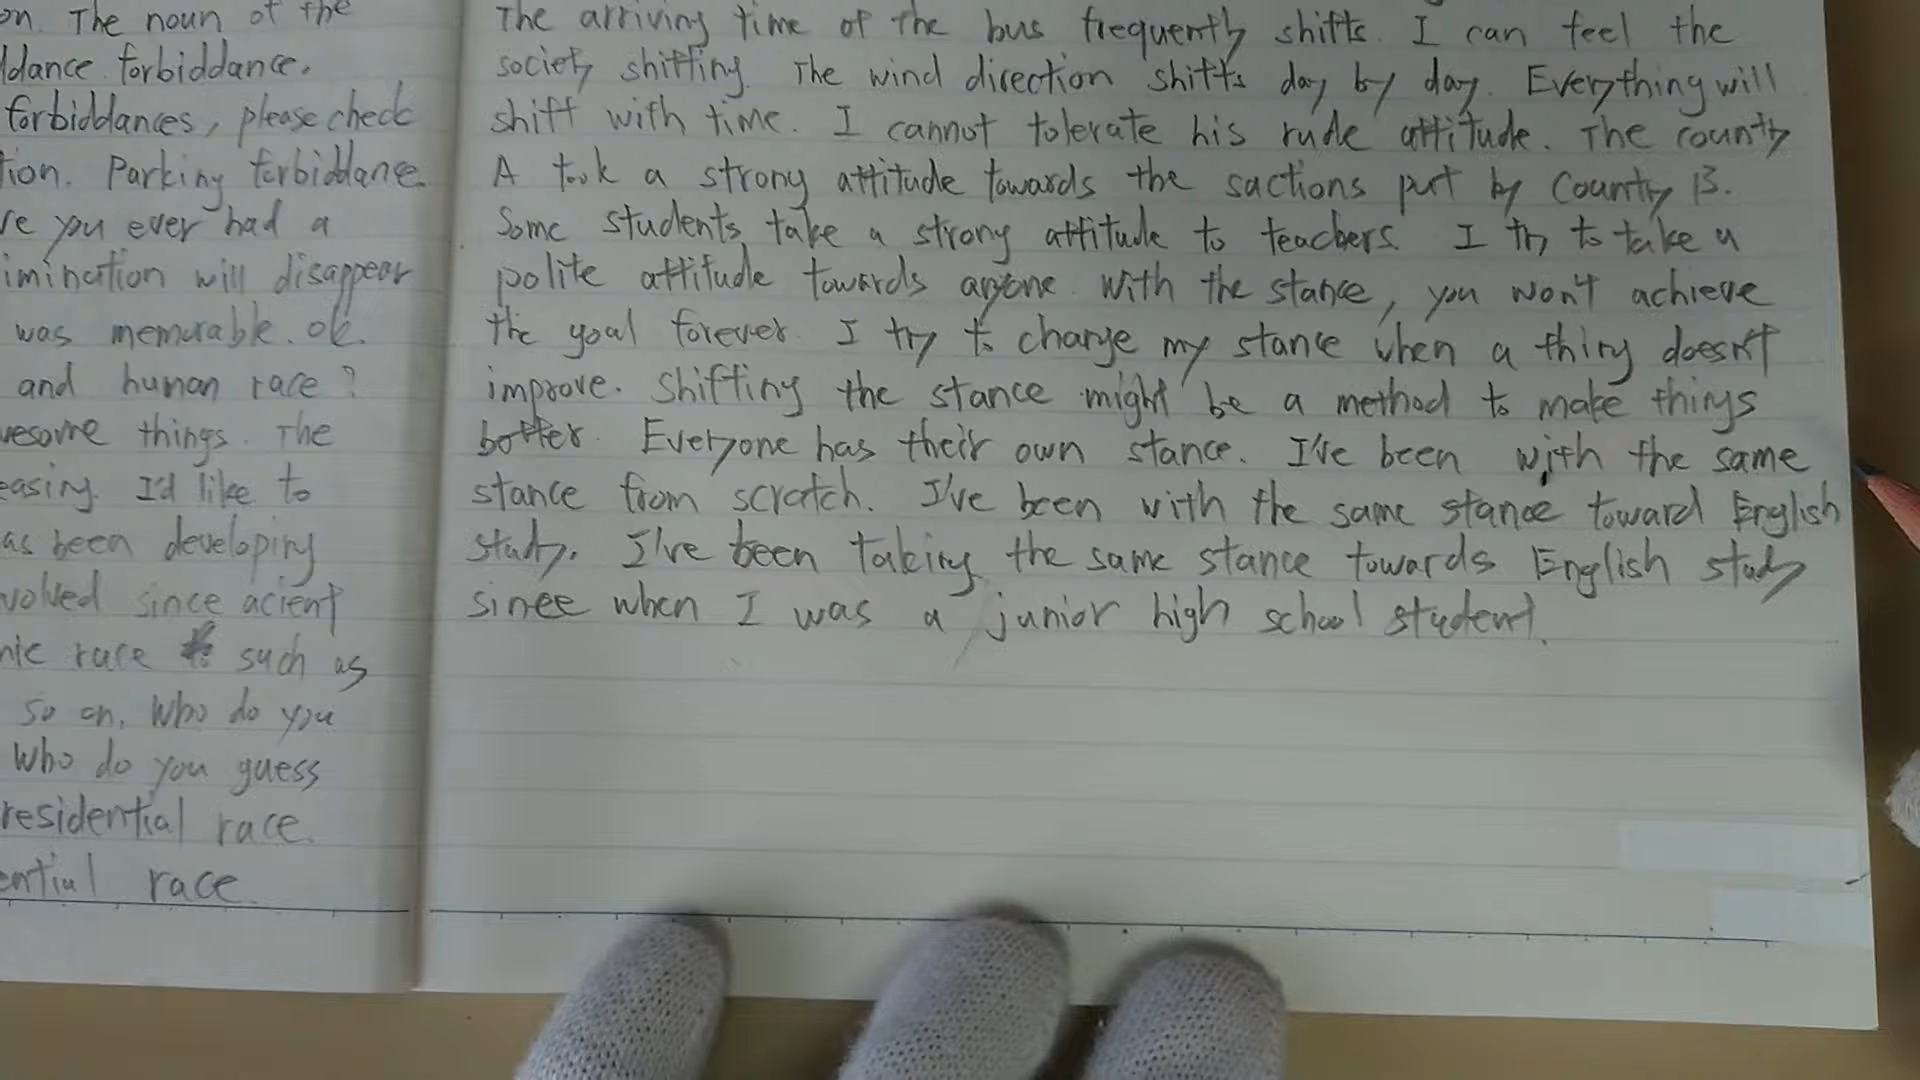 on. The noun of the
ddance forbiddance.
forbiddances, please check
tion. Parking forbiddance.
ve you ever had a
imination will disappear
was memorable. ok.
and human race?
wesome things. The
easing. I'd like to
as been developing
volved since acient
nic race such as
so on. Who do you
Who do you guess
residential race.
ential race.
The arriving time of the bus frequently shifts. I can feel the
society shifting. The wind direction shifts day by day. Everything will
shift with time. I cannot tolerate his rude attitude. The county
A took a strong attitude towards the sactions put by County B.
Some students take a strong attitude to teachers. I try to take a
polite attitude towards anyone. With the stance, you won't achieve
the goal forever. I try to change my stance when a thing doesn't
improve. Shifting the stance might be a method to make things
better. Everyone has their own stance. I've been with the same
stance from scratch. I've been with the same stance toward English
study. I've been taking the same stance towards English study
since when I was a junior high school student.